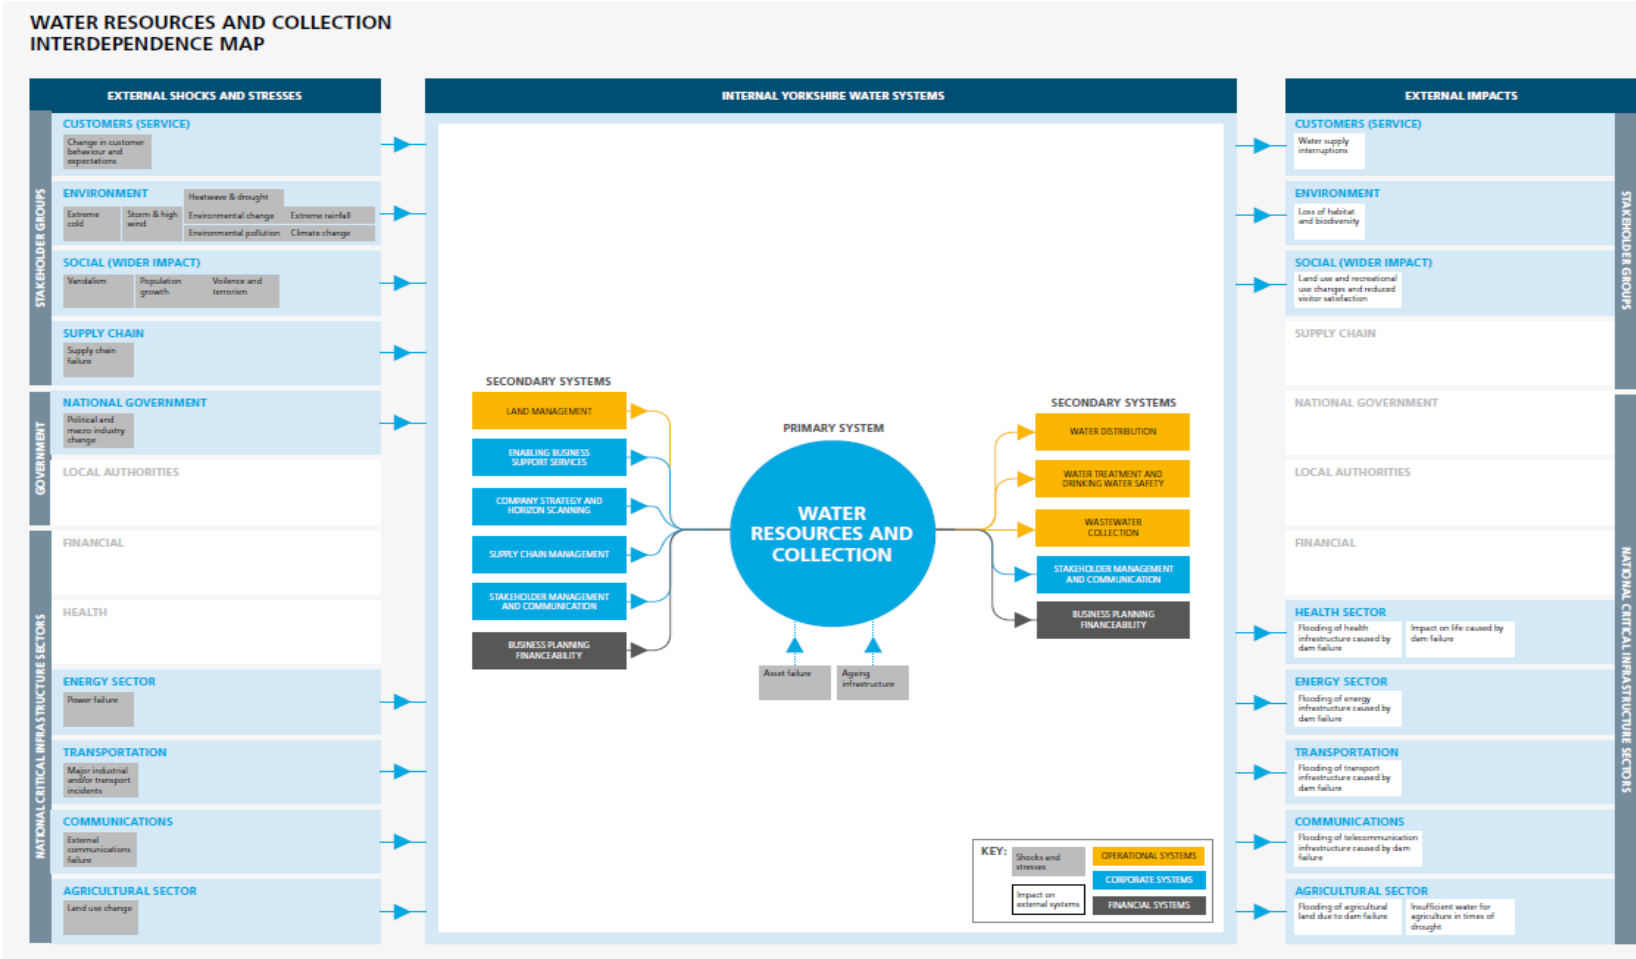 WATER RESOURCES AND COLLECTION
INTERDEPENDENCE MAP
EXTERNAL SHOCKS AND STRESSES
STAKEHOLDER GROUPS
CUSTOMERS (SERVICE)
Change in customer
behaviour and
expectations
ENVIRONMENT
Extreme
cold
Storm & high
wind
Heatwave & drought
Environmental change
Extreme rainfall
Environmental pollution
Climate change
SOCIAL (WIDER IMPACT)
Vandalism
Population
growth
Voilence and
terrorism
SUPPLY CHAIN
Supply chain
failure
GOVERNMENT
NATIONAL GOVERNMENT
Political and
macro industry
change
LOCAL AUTHORITIES
NATIONAL CRITICAL INFRASTRUCTURE SECTORS
FINANCIAL
HEALTH
ENERGY SECTOR
Power failure
TRANSPORTATION
Major industrial
and/or transport
incidents
COMMUNICATIONS
External
communications
failure
AGRICULTURAL SECTOR
Land use change
INTERNAL YORKSHIRE WATER SYSTEMS
SECONDARY SYSTEMS
LAND MANAGEMENT
ENABLING BUSINESS
SUPPORT SERVICES
COMPANY STRATEGY AND
HORIZON SCANNING
SUPPLY CHAIN MANAGEMENT
STAKEHOLDER MANAGEMENT
AND COMMUNICATION
BUSINESS PLANNING
FINANCEABILITY
PRIMARY SYSTEM
WATER
RESOURCES AND
COLLECTION
Asset failure
Ageing
infrastructure
SECONDARY SYSTEMS
WATER DISTRIBUTION
WATER TREATMENT AND
DRINKING WATER SAFETY
WASTEWATER
COLLECTION
STAKEHOLDER MANAGEMENT
AND COMMUNICATION
BUSINESS PLANNING
FINANCEABILITY
KEY:
Shocks and
stresses
Impact on
external systems
OPERATIONAL SYSTEMS
CORPORATE SYSTEMS
FINANCIAL SYSTEMS
EXTERNAL IMPACTS
STAKEHOLDER GROUPS
CUSTOMERS (SERVICE)
Water supply
interruptions
ENVIRONMENT
Loss of habitat
and biodiversity
SOCIAL (WIDER IMPACT)
Land use and recreational
use changes and reduced
visitor satisfaction
SUPPLY CHAIN
NATIONAL GOVERNMENT
LOCAL AUTHORITIES
FINANCIAL
NATIONAL CRITICAL INFRASTRUCTURE SECTORS
HEALTH SECTOR
Flooding of health
infrastructure caused by
dam failure
Impact on life caused by
dam failure
ENERGY SECTOR
Flooding of energy
infrastructure caused by
dam failure
TRANSPORTATION
Flooding of transport
infrastructure caused by
dam failure
COMMUNICATIONS
Flooding of telecommunication
infrastructure caused by dam
failure
AGRICULTURAL SECTOR
Flooding of agricultural
land due to dam failure
Insufficient water for
agriculture in times of
drought